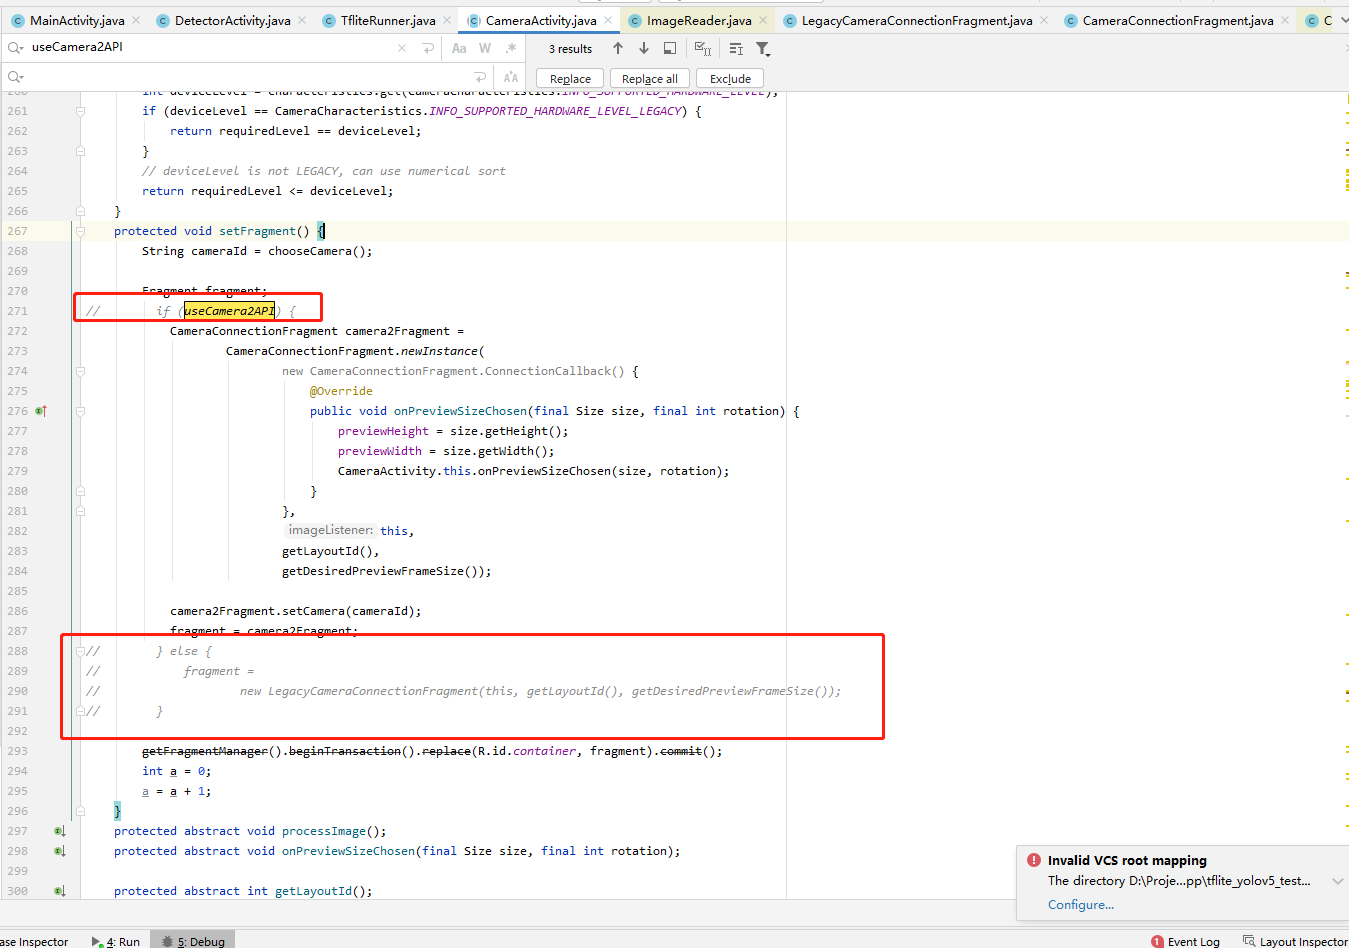 MainActivity.java
DetectorActivity.java
TfliteRunner.java
CameraActivity.java
ImageReader.java
LegacyCameraConnectionFragment.java
CameraConnectionFragment.java
C
useCamera2API
Aa W .*
3 results
Replace
Replace all
Exclude
261 if (deviceLevel == CameraCharacteristics.INFO_SUPPORTED_HARDWARE_LEVEL_LEGACY) {
262 return requiredLevel == deviceLevel;
263 }
264 // deviceLevel is not LEGACY, can use numerical sort
265 return requiredLevel <= deviceLevel;
266 }
267 protected void setFragment() {
268 String cameraId = chooseCamera();
269
270 Fragment fragment;
271 // if (useCamera2API) {
272 CameraConnectionFragment camera2Fragment =
273 CameraConnectionFragment.newInstance(
274 new CameraConnectionFragment.ConnectionCallback() {
275 @Override
276 public void onPreviewSizeChosen(final Size size, final int rotation) {
277 previewHeight = size.getHeight();
278 previewWidth = size.getWidth();
279 CameraActivity.this.onPreviewSizeChosen(size, rotation);
280 }
281 },
282 imageListener: this,
283 getLayoutId(),
284 getDesiredPreviewFrameSize());
285
286 camera2Fragment.setCamera(cameraId);
287 fragment = camera2Fragment;
288 // } else {
289 // fragment =
290 // new LegacyCameraConnectionFragment(this, getLayoutId(), getDesiredPreviewFrameSize());
291 // }
292
293 getFragmentManager().beginTransaction().replace(R.id.container, fragment).commit();
294 int a = 0;
295 a = a + 1;
296 }
297 protected abstract void processImage();
298 protected abstract void onPreviewSizeChosen(final Size size, final int rotation);
299
300 protected abstract int getLayoutId();
Invalid VCS root mapping
The directory D:\Proje...pp\tflite_yolov5_test...
Configure...
ase Inspector
4: Run
5: Debug
1 Event Log
Layout Inspector